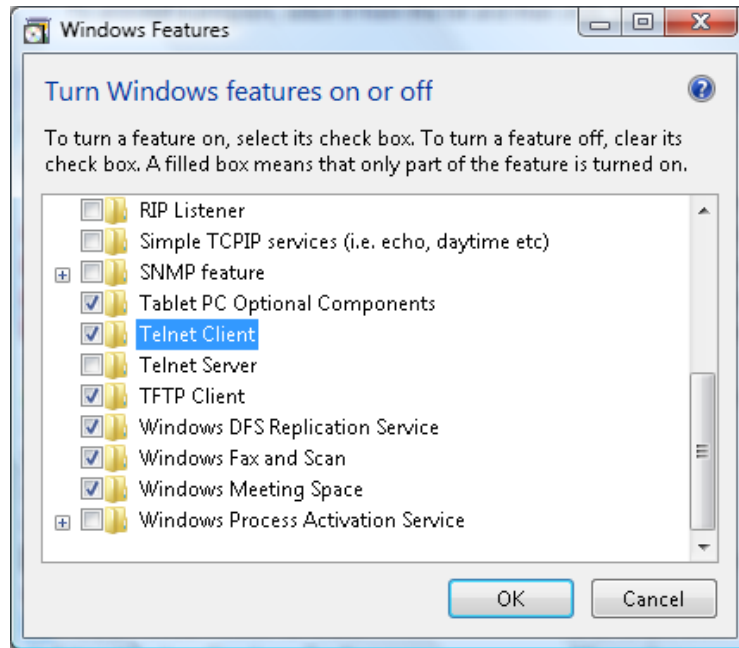 Windows Features
Turn Windows features on or off
To turn a feature on, select its check box. To turn a feature off, clear its
check box. A filled box means that only part of the feature is turned on.
RIP Listener
Simple TCPIP services (i.e. echo, daytime etc)
SNMP feature
Tablet PC Optional Components
Telnet Client
Telnet Server
TFTP Client
Windows DFS Replication Service
Windows Fax and Scan
Windows Meeting Space
Windows Process Activation Service
OK
Cancel